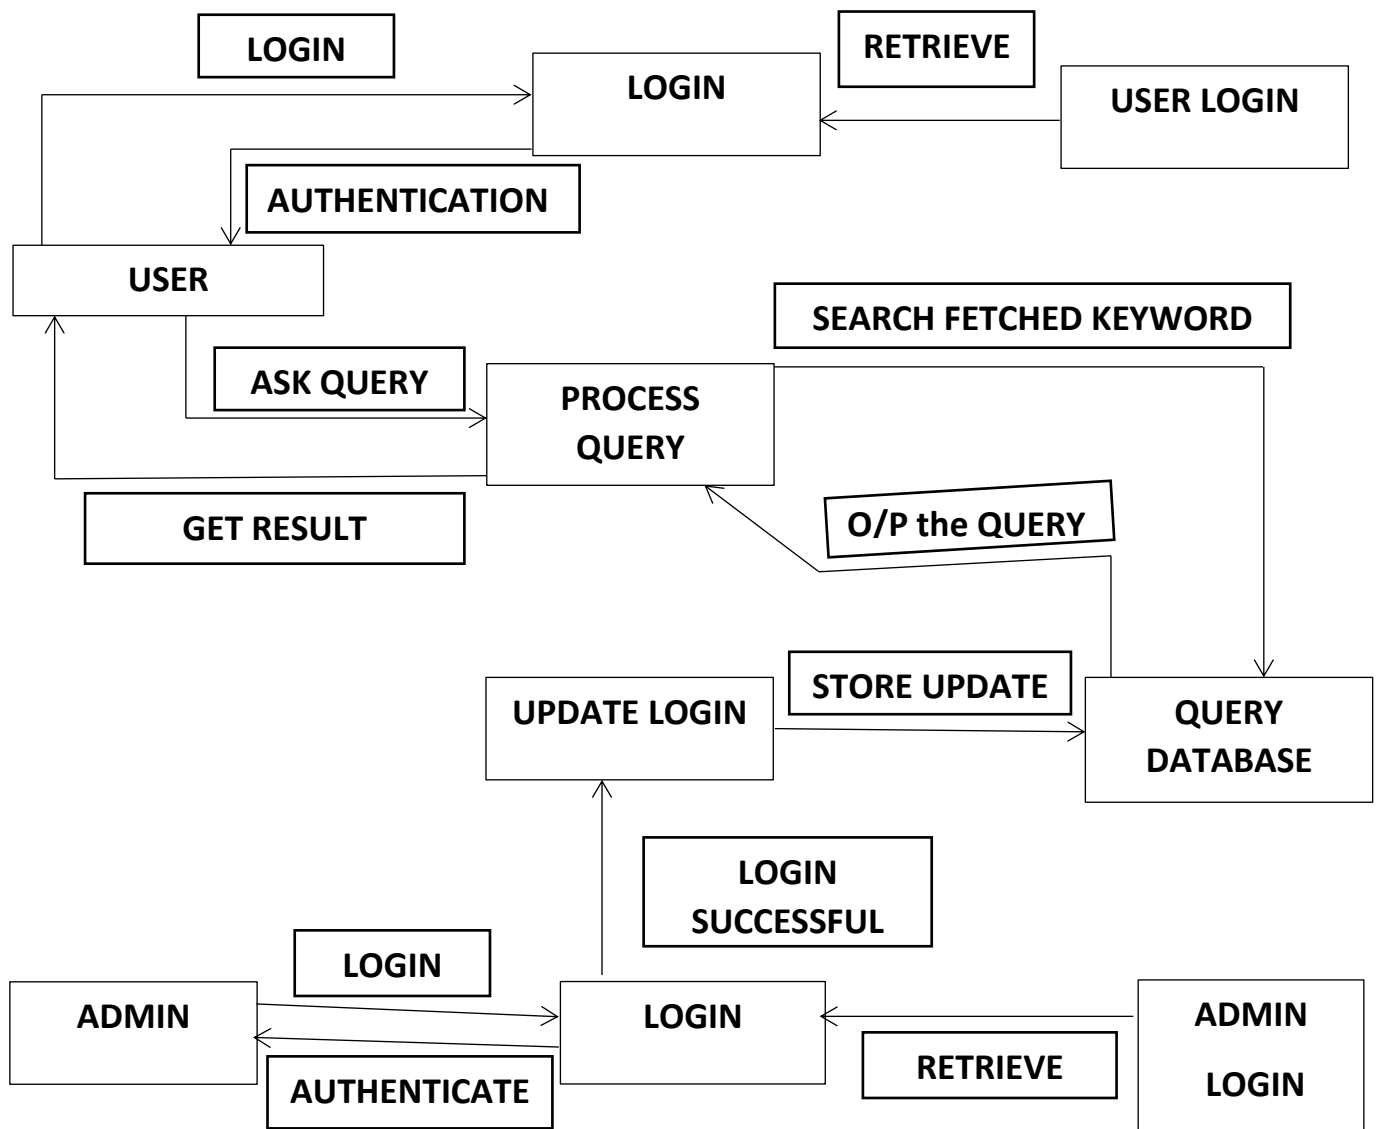 LOGIN
LOGIN
RETRIEVE
USER LOGIN
AUTHENTICATION
USER
SEARCH FETCHED KEYWORD
ASK QUERY
PROCESS
QUERY
GET RESULT
O/P the QUERY
UPDATE LOGIN
STORE UPDATE
QUERY
DATABASE
LOGIN
SUCCESSFUL
LOGIN
ADMIN
LOGIN
ADMIN
LOGIN
AUTHENTICATE
RETRIEVE